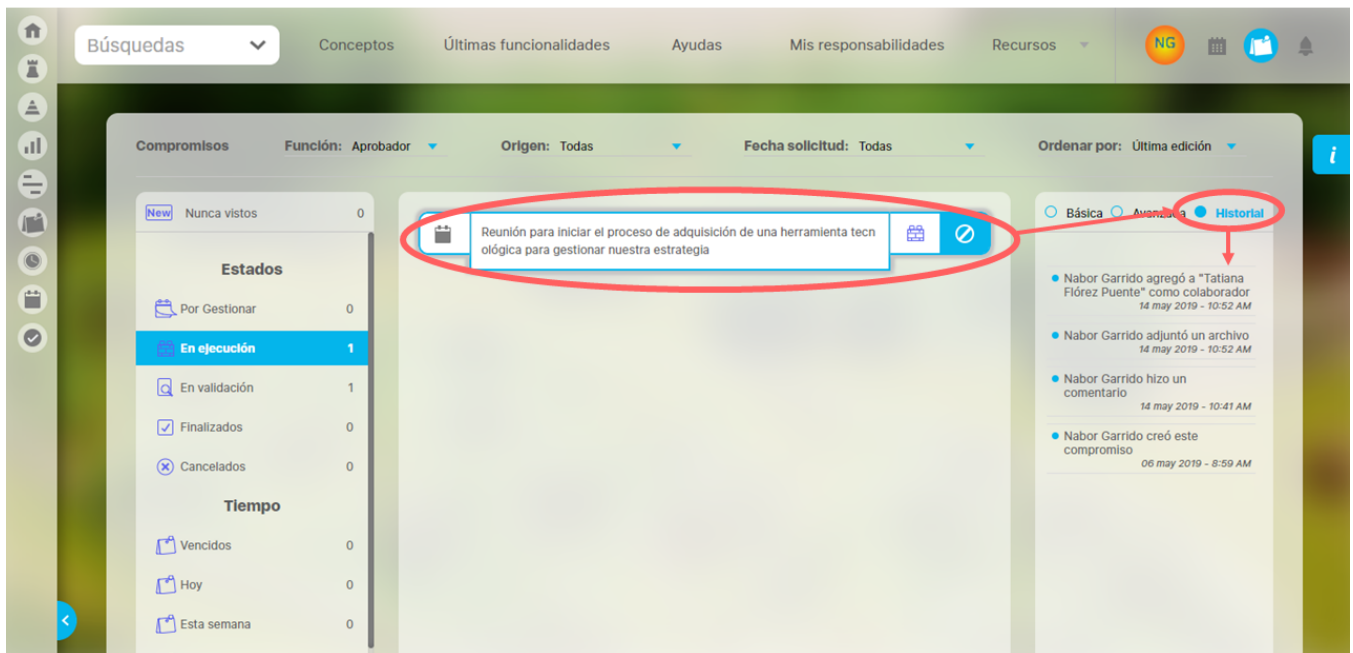 Búsquedas
Conceptos
Últimas funcionalidades
Ayudas
Mis responsabilidades
Recursos
NG
Compromisos
Función: Aprobador
Origen: Todas
Fecha solicitud: Todas
Ordenar por: Última edición
i
New Nunca vistos 0
Estados
Por Gestionar 0
En ejecución 1
En validación 1
Finalizados 0
Cancelados 0
Tiempo
Vencidos 0
Hoy 0
Esta semana 0
Reunión para iniciar el proceso de adquisición de una herramienta tecn
ológica para gestionar nuestra estrategia
Básica Avanzada Historial
Nabor Garrido agregó a "Tatiana
Flórez Puente" como colaborador
14 may 2019 - 10:52 AM
Nabor Garrido adjuntó un archivo
14 may 2019 - 10:52 AM
Nabor Garrido hizo un
comentario
14 may 2019 - 10:41 AM
Nabor Garrido creó este
compromiso
06 may 2019 - 8:59 AM